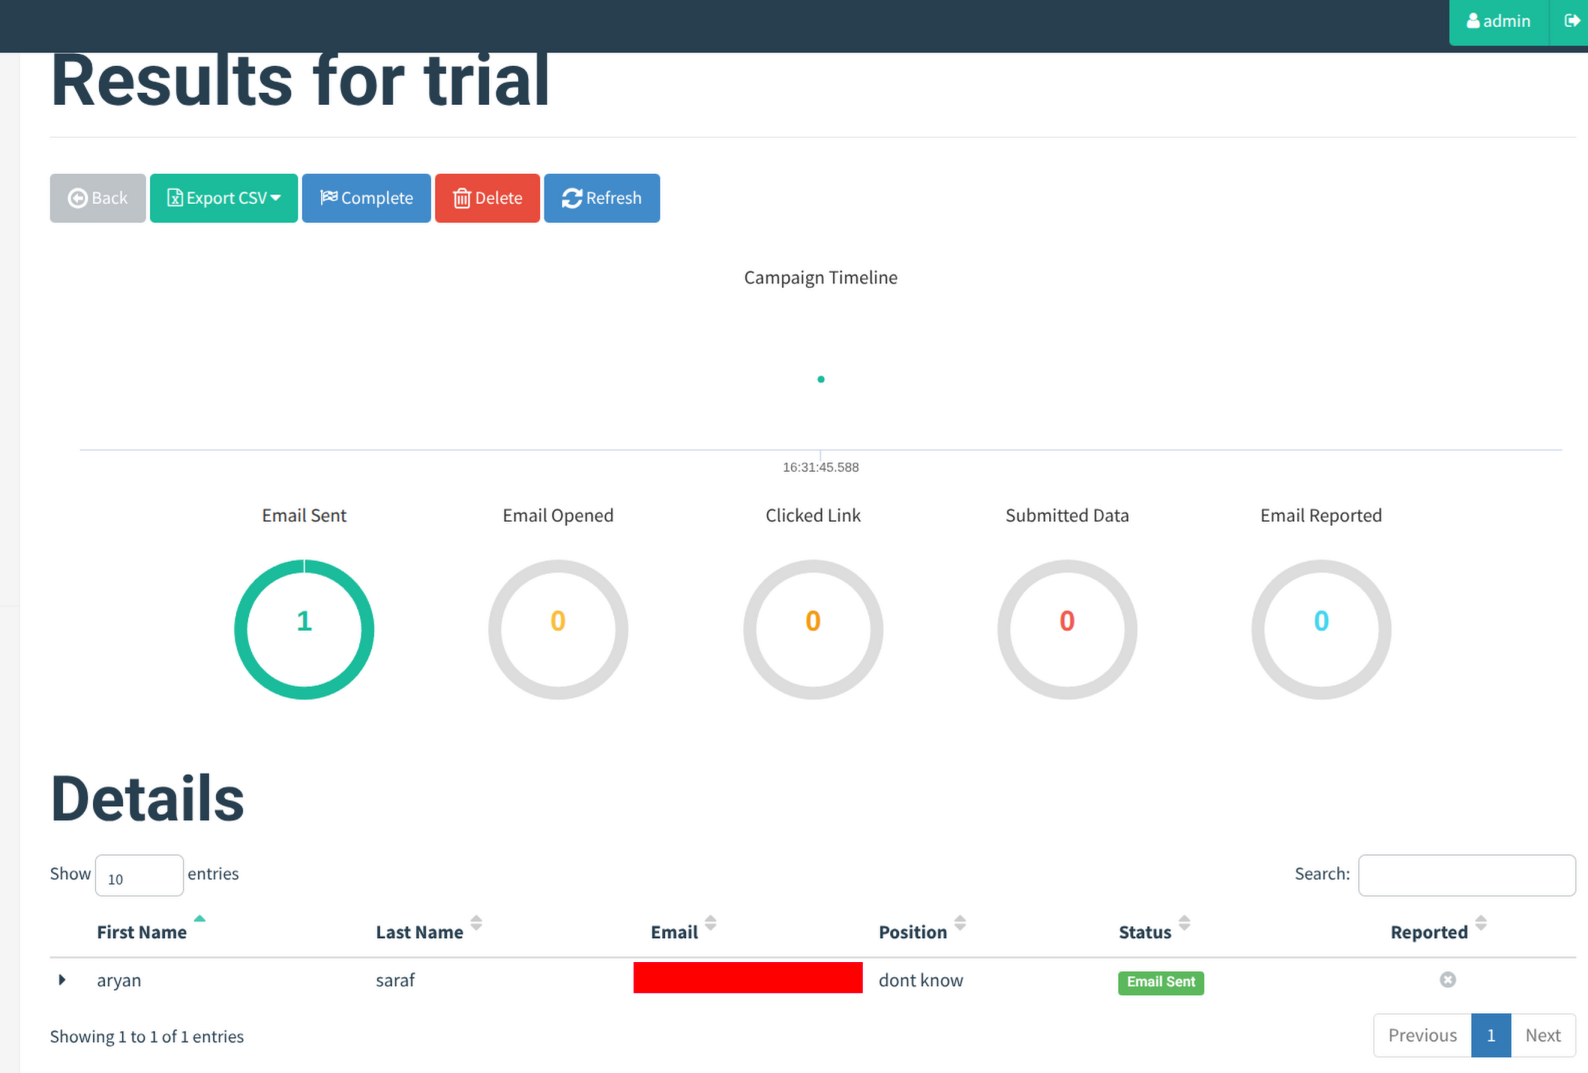 admin
Results for trial
Back Export CSV Complete Delete Refresh
Campaign Timeline
16:31:45.588
Email Sent Email Opened Clicked Link Submitted Data Email Reported
1 0 0 0 0
Details
Show 10 entries Search:
First Name Last Name Email Position Status Reported
aryan saraf dont know Email Sent
Showing 1 to 1 of 1 entries
Previous 1 Next